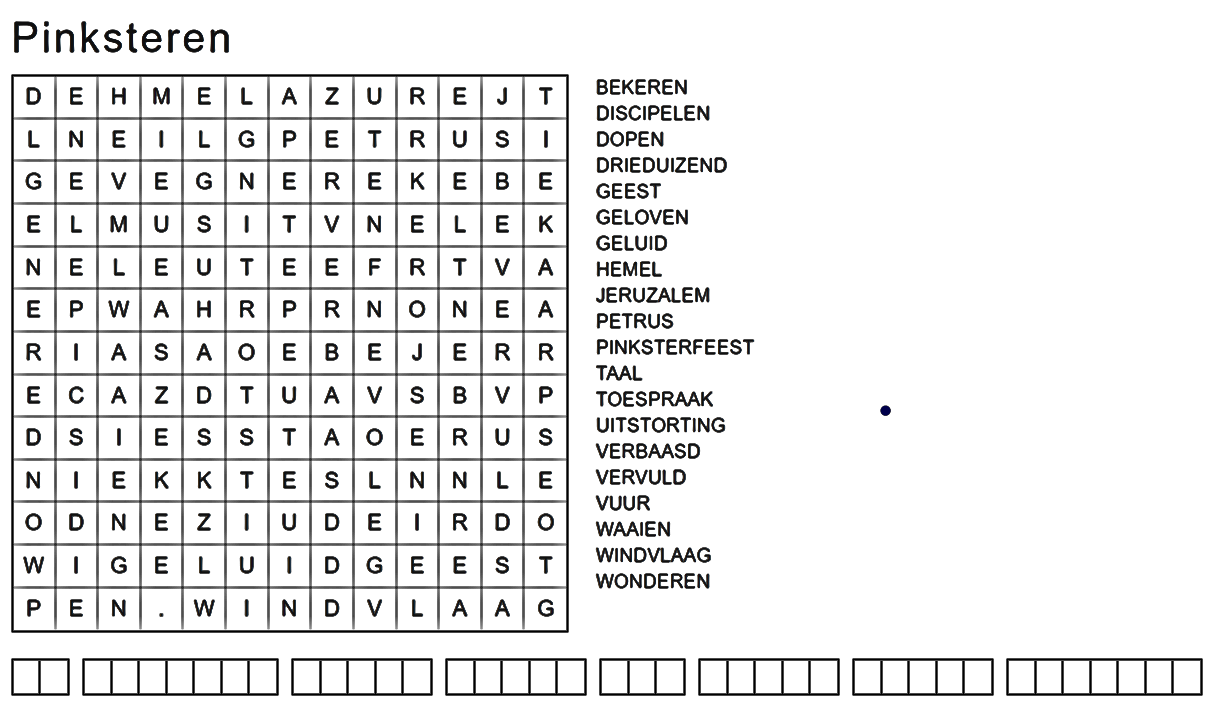 Pinksteren
D E H M E L A Z U R E J T
L N E I L G P E T R U S I
G E V E G N E R E K E B E
E L M U S I T V N E L E K
N E L E U T E E F R T V A
E P W A H R P R N O N E A
R I A S A O E B E J E R R
E C A Z D T U A V S B V P
D S I E S S T A O E R U S
N I E K K T E S L N N L E
O D N E Z I U D E I R D O
W I G E L U I D G E E S T
P E N . W I N D V L A A G
BEKEREN
DISCIPELEN
DOPEN
DRIEDUIZEND
GEEST
GELOVEN
GELUID
HEMEL
JERUZALEM
PETRUS
PINKSTERFEEST
TAAL
TOESPRAAK
UITSTORTING
VERBAASD
VERVULD
VUUR
WAAIEN
WINDVLAAG
WONDEREN